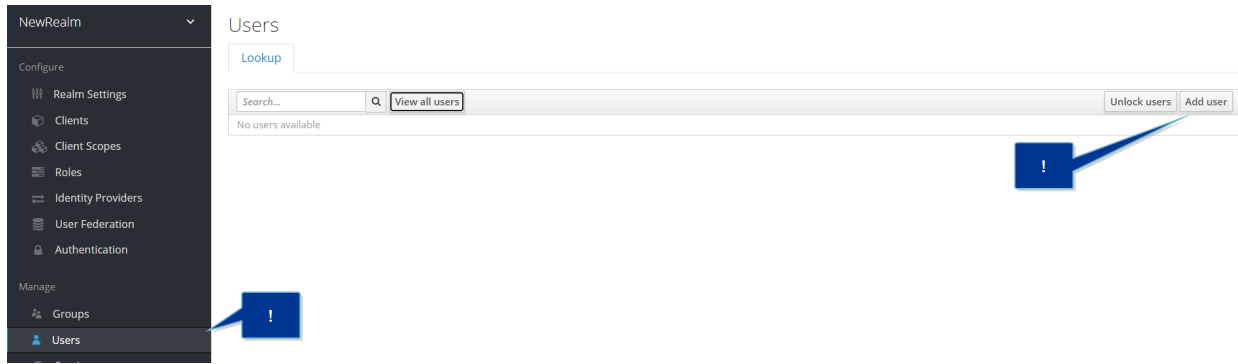 NewRealm
Users
Lookup
Configure
Realm Settings
Search...
View all users
Unlock users
Add user
Clients
No users available
Client Scopes
!
Roles
Identity Providers
User Federation
Authentication
Manage
Groups
!
Users